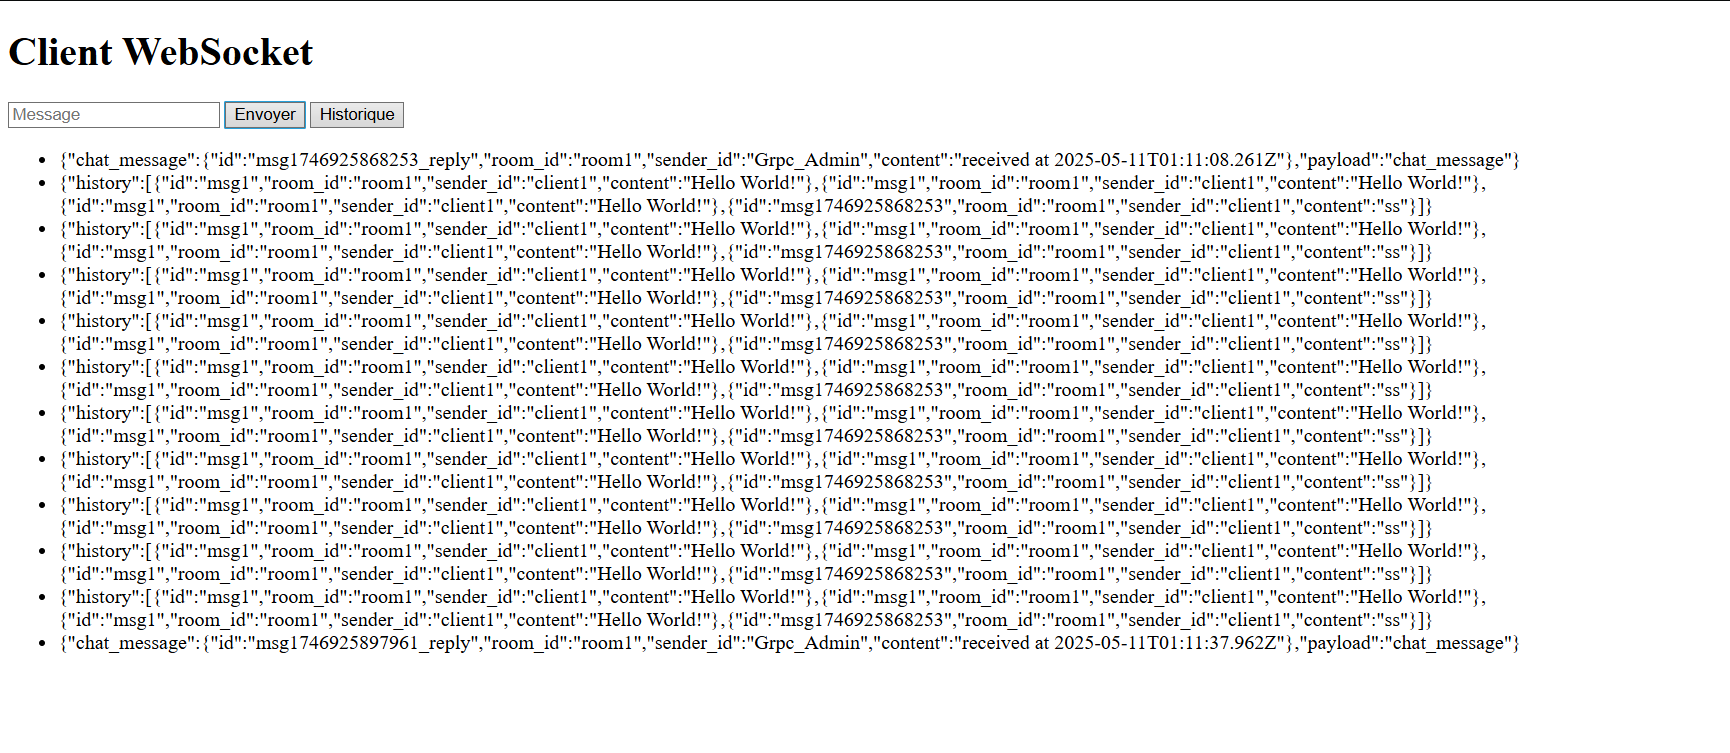 Client WebSocket
Message Envoyer Historique
• {"chat_message":{"id":"msg1746925868253_reply","room_id":"room1","sender_id":"Grpc_Admin","content":"received at 2025-05-11T01:11:08.261Z"},"payload":"chat_message"}
• {"history":[{"id":"msg1","room_id":"room1","sender_id":"client1","content":"Hello World!"},{"id":"msg1","room_id":"room1","sender_id":"client1","content":"Hello World!"},
{"id":"msg1","room_id":"room1","sender_id":"client1","content":"Hello World!"},{"id":"msg1746925868253","room_id":"room1","sender_id":"client1","content":"ss"}]}
• {"history":[{"id":"msg1","room_id":"room1","sender_id":"client1","content":"Hello World!"},{"id":"msg1","room_id":"room1","sender_id":"client1","content":"Hello World!"},
{"id":"msg1","room_id":"room1","sender_id":"client1","content":"Hello World!"},{"id":"msg1746925868253","room_id":"room1","sender_id":"client1","content":"ss"}]}
• {"history":[{"id":"msg1","room_id":"room1","sender_id":"client1","content":"Hello World!"},{"id":"msg1","room_id":"room1","sender_id":"client1","content":"Hello World!"},
{"id":"msg1","room_id":"room1","sender_id":"client1","content":"Hello World!"},{"id":"msg1746925868253","room_id":"room1","sender_id":"client1","content":"ss"}]}
• {"history":[{"id":"msg1","room_id":"room1","sender_id":"client1","content":"Hello World!"},{"id":"msg1","room_id":"room1","sender_id":"client1","content":"Hello World!"},
{"id":"msg1","room_id":"room1","sender_id":"client1","content":"Hello World!"},{"id":"msg1746925868253","room_id":"room1","sender_id":"client1","content":"ss"}]}
• {"history":[{"id":"msg1","room_id":"room1","sender_id":"client1","content":"Hello World!"},{"id":"msg1","room_id":"room1","sender_id":"client1","content":"Hello World!"},
{"id":"msg1","room_id":"room1","sender_id":"client1","content":"Hello World!"},{"id":"msg1746925868253","room_id":"room1","sender_id":"client1","content":"ss"}]}
• {"history":[{"id":"msg1","room_id":"room1","sender_id":"client1","content":"Hello World!"},{"id":"msg1","room_id":"room1","sender_id":"client1","content":"Hello World!"},
{"id":"msg1","room_id":"room1","sender_id":"client1","content":"Hello World!"},{"id":"msg1746925868253","room_id":"room1","sender_id":"client1","content":"ss"}]}
• {"history":[{"id":"msg1","room_id":"room1","sender_id":"client1","content":"Hello World!"},{"id":"msg1","room_id":"room1","sender_id":"client1","content":"Hello World!"},
{"id":"msg1","room_id":"room1","sender_id":"client1","content":"Hello World!"},{"id":"msg1746925868253","room_id":"room1","sender_id":"client1","content":"ss"}]}
• {"history":[{"id":"msg1","room_id":"room1","sender_id":"client1","content":"Hello World!"},{"id":"msg1","room_id":"room1","sender_id":"client1","content":"Hello World!"},
{"id":"msg1","room_id":"room1","sender_id":"client1","content":"Hello World!"},{"id":"msg1746925868253","room_id":"room1","sender_id":"client1","content":"ss"}]}
• {"history":[{"id":"msg1","room_id":"room1","sender_id":"client1","content":"Hello World!"},{"id":"msg1","room_id":"room1","sender_id":"client1","content":"Hello World!"},
{"id":"msg1","room_id":"room1","sender_id":"client1","content":"Hello World!"},{"id":"msg1746925868253","room_id":"room1","sender_id":"client1","content":"ss"}]}
• {"history":[{"id":"msg1","room_id":"room1","sender_id":"client1","content":"Hello World!"},{"id":"msg1","room_id":"room1","sender_id":"client1","content":"Hello World!"},
{"id":"msg1","room_id":"room1","sender_id":"client1","content":"Hello World!"},{"id":"msg1746925868253","room_id":"room1","sender_id":"client1","content":"ss"}]}
• {"chat_message":{"id":"msg1746925897961_reply","room_id":"room1","sender_id":"Grpc_Admin","content":"received at 2025-05-11T01:11:37.962Z"},"payload":"chat_message"}